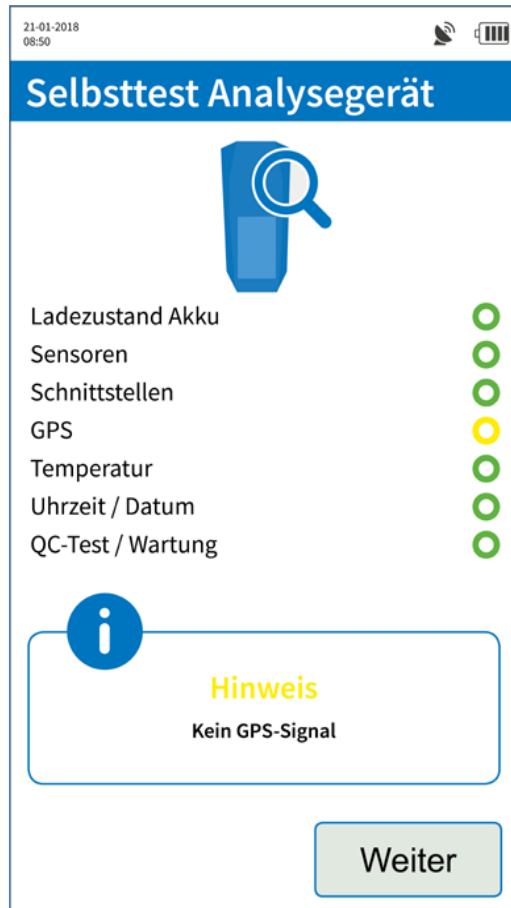 21-01-2018
08:50
Selbsttest Analysegerät
Ladezustand Akku
Sensoren
Schnittstellen
GPS
Temperatur
Uhrzeit / Datum
QC-Test / Wartung
i
Hinweis
Kein GPS-Signal
Weiter